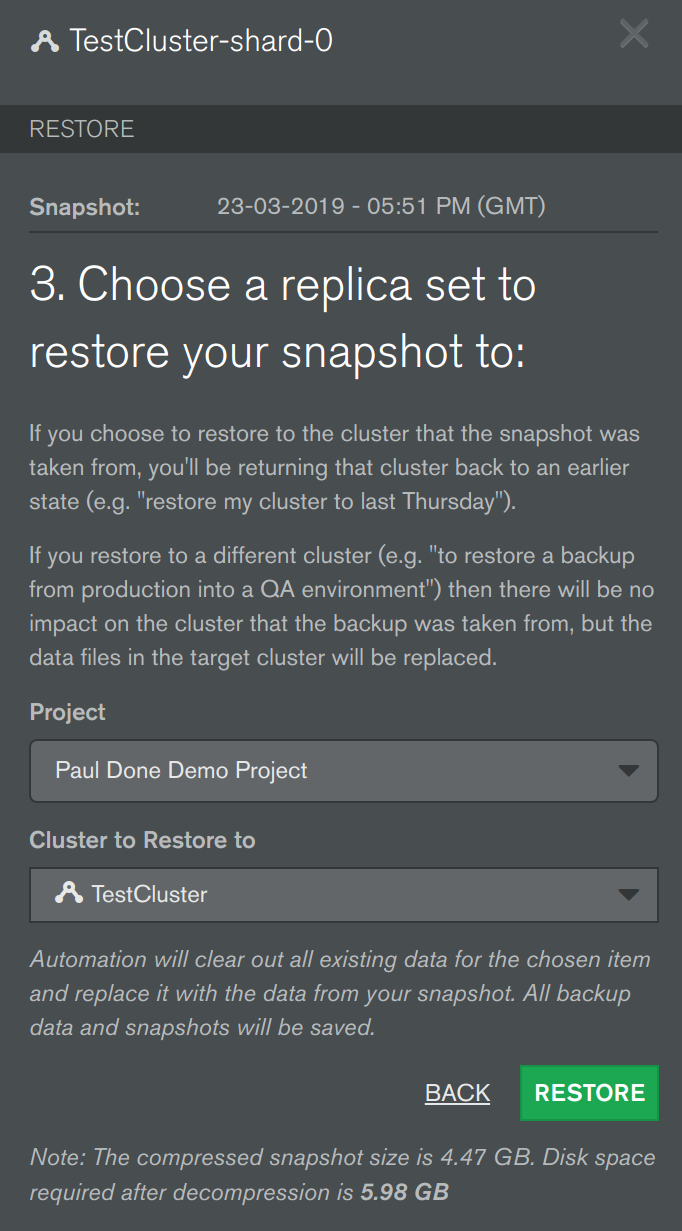 TestCluster-shard-0
RESTORE
Snapshot: 23-03-2019 - 05:51 PM (GMT)
3. Choose a replica set to
restore your snapshot to:
If you choose to restore to the cluster that the snapshot was
taken from, you'll be returning that cluster back to an earlier
state (e.g. "restore my cluster to last Thursday").
If you restore to a different cluster (e.g. "to restore a backup
from production into a QA environment") then there will be no
impact on the cluster that the backup was taken from, but the
data files in the target cluster will be replaced.
Project
Paul Done Demo Project
Cluster to Restore to
TestCluster
Automation will clear out all existing data for the chosen item
and replace it with the data from your snapshot. All backup
data and snapshots will be saved.
BACK RESTORE
Note: The compressed snapshot size is 4.47 GB. Disk space
required after decompression is 5.98 GB